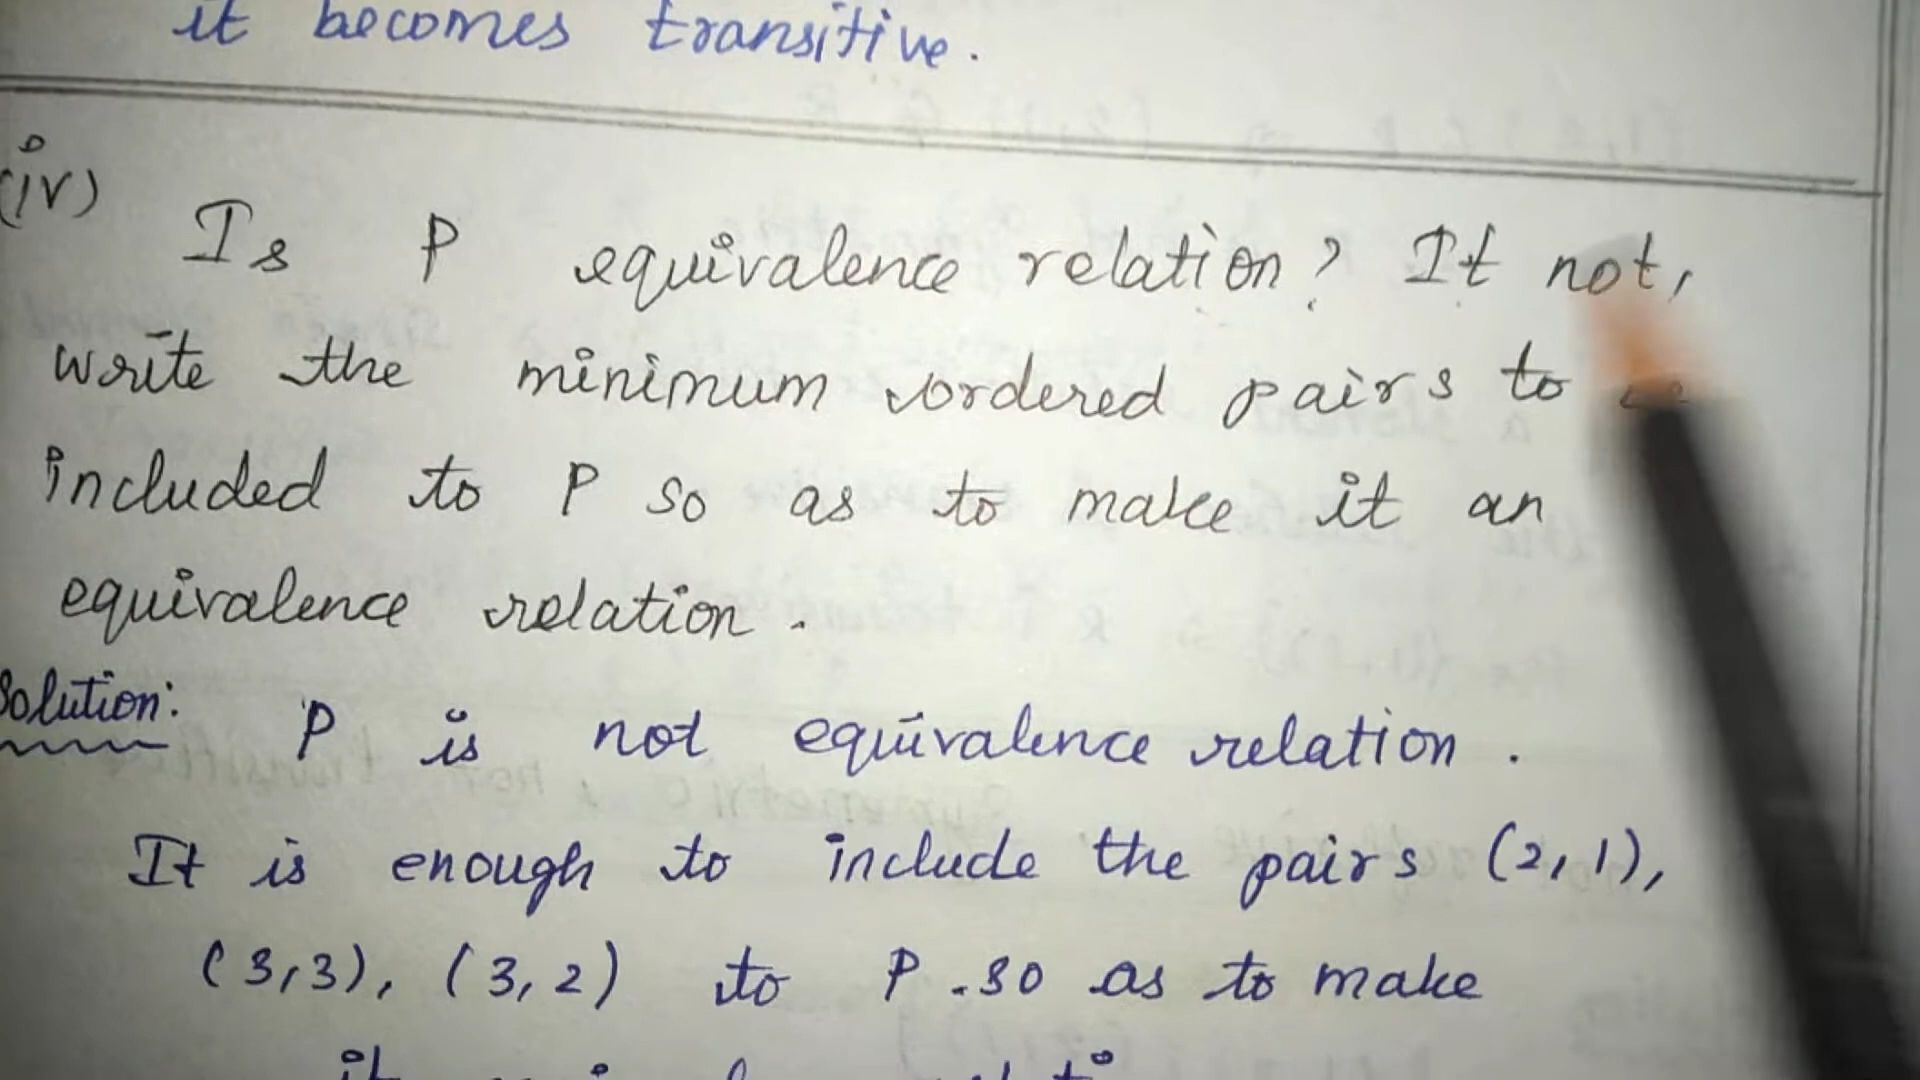 it becomes transitive.
(iv) Is P equivalence relation? It not,
write the minimum ordered pairs to
included to P so as to make it an
equivalence relation.
Solution: P is not equivalence relation.
It is enough to include the pairs (2,1),
(3,3), (3,2) to P.so as to make
it